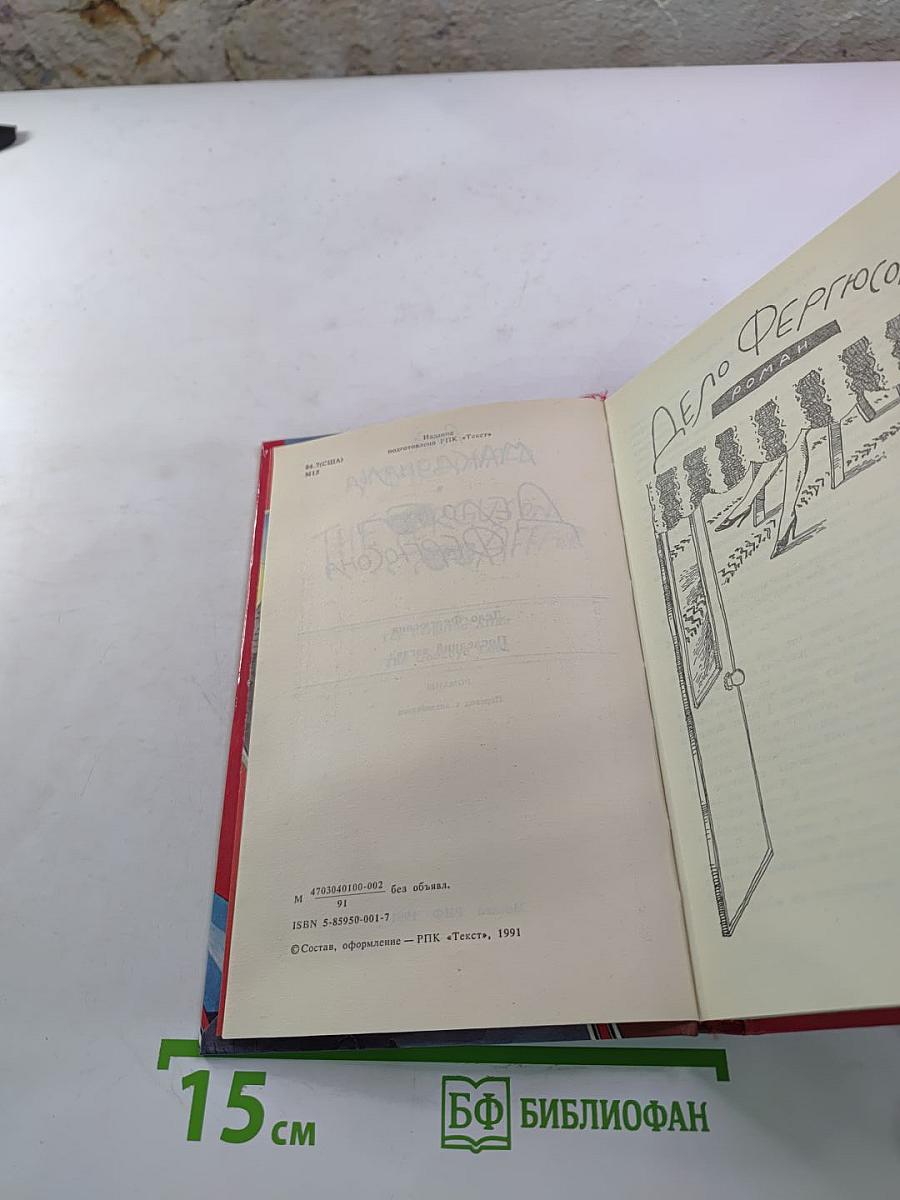 Издание
подготовлено РПК «Текст»
84.7(США)
М15
М 4703040100-002 без объявл.
91
ISBN 5-85950-001-7
© Состав, оформление — РПК «Текст», 1991
Дело Фергюсо
РОМАН
15 см
БФ БИБЛИОФАН